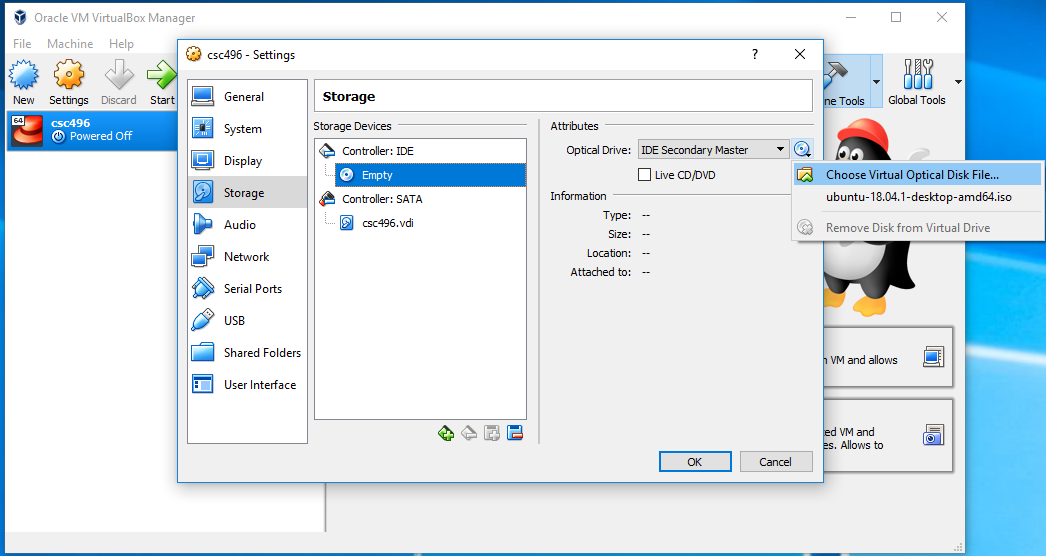 Oracle VM VirtualBox Manager
File Machine Help
New Settings Discard Start
ne Tools Global Tools
64 csc496
Powered Off
csc496 - Settings
?
General
System
Display
Storage
Audio
Network
Serial Ports
USB
Shared Folders
User Interface
Storage
Storage Devices
Controller: IDE
Empty
Controller: SATA
csc496.vdi
Attributes
Optical Drive: IDE Secondary Master
Live CD/DVD
Information
Type: --
Size: --
Location: --
Attached to: --
Choose Virtual Optical Disk File...
ubuntu-18.04.1-desktop-amd64.iso
Remove Disk from Virtual Drive
VM and allows
ed VM and
es. Allows to
OK Cancel